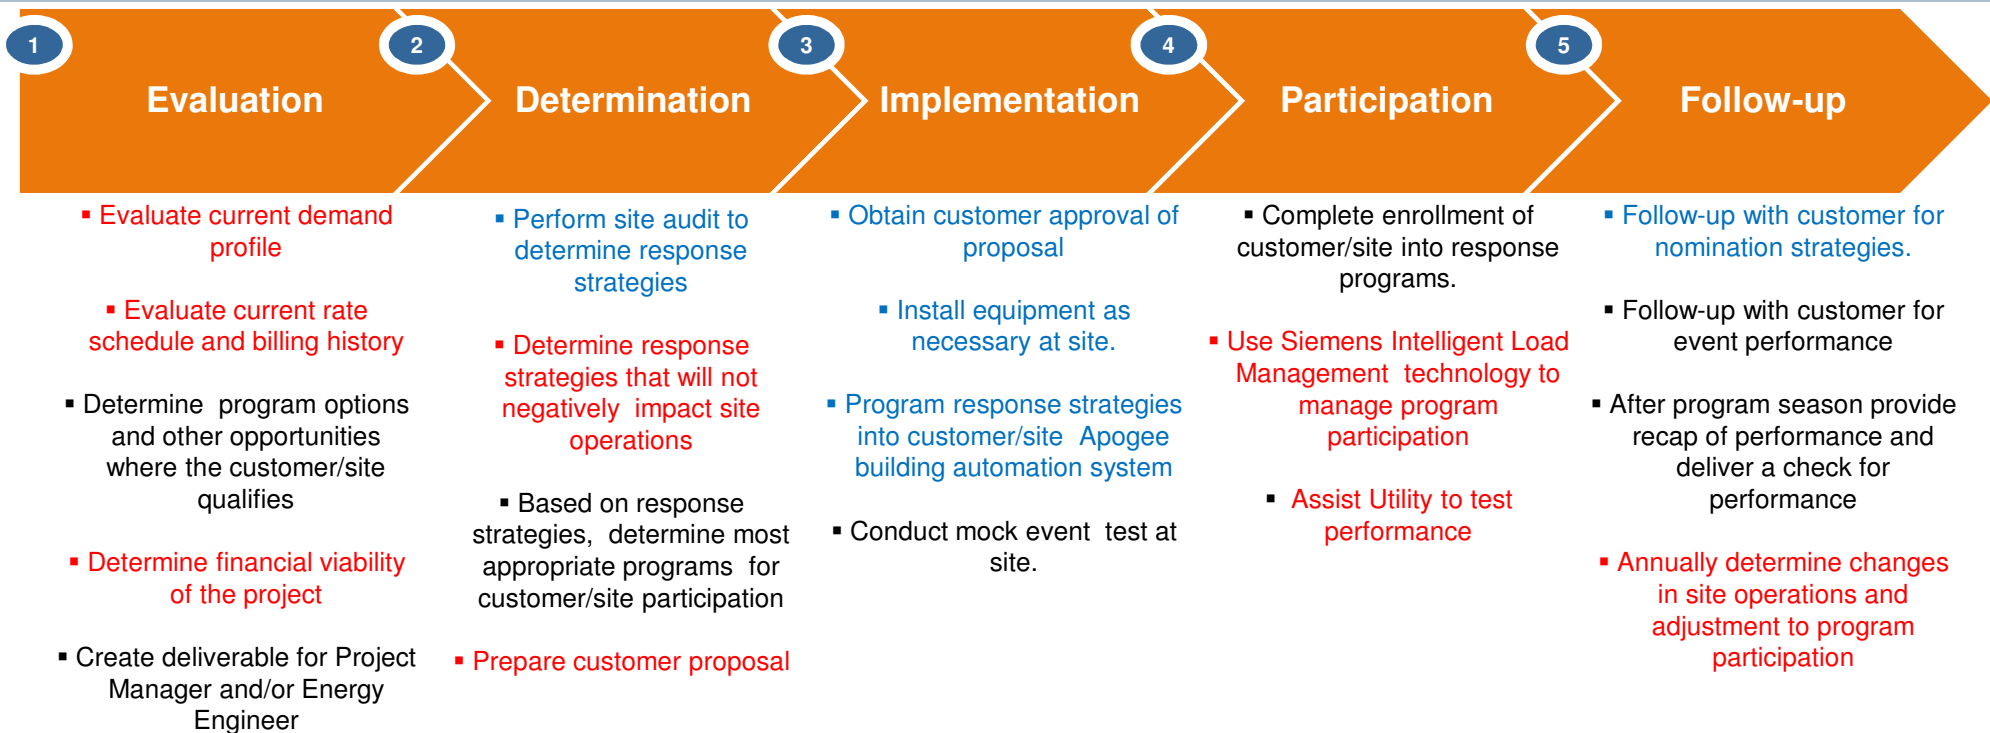 1
Evaluation
2
Determination
3
Implementation
4
Participation
5
Follow-up
▪ Evaluate current demand
profile
▪ Evaluate current rate
schedule and billing history
▪ Determine program options
and other opportunities
where the customer/site
qualifies
▪ Determine financial viability
of the project
▪ Create deliverable for Project
Manager and/or Energy
Engineer
▪ Perform site audit to
determine response
strategies
▪ Determine response
strategies that will not
negatively impact site
operations
▪ Based on response
strategies, determine most
appropriate programs for
customer/site participation
▪ Prepare customer proposal
▪ Obtain customer approval of
proposal
▪ Install equipment as
necessary at site.
▪ Program response strategies
into customer/site Apogee
building automation system
▪ Conduct mock event test at
site.
▪ Complete enrollment of
customer/site into response
programs.
▪ Use Siemens Intelligent Load
Management technology to
manage program
participation
▪ Assist Utility to test
performance
▪ Follow-up with customer for
nomination strategies.
▪ Follow-up with customer for
event performance
▪ After program season provide
recap of performance and
deliver a check for
performance
▪ Annually determine changes
in site operations and
adjustment to program
participation